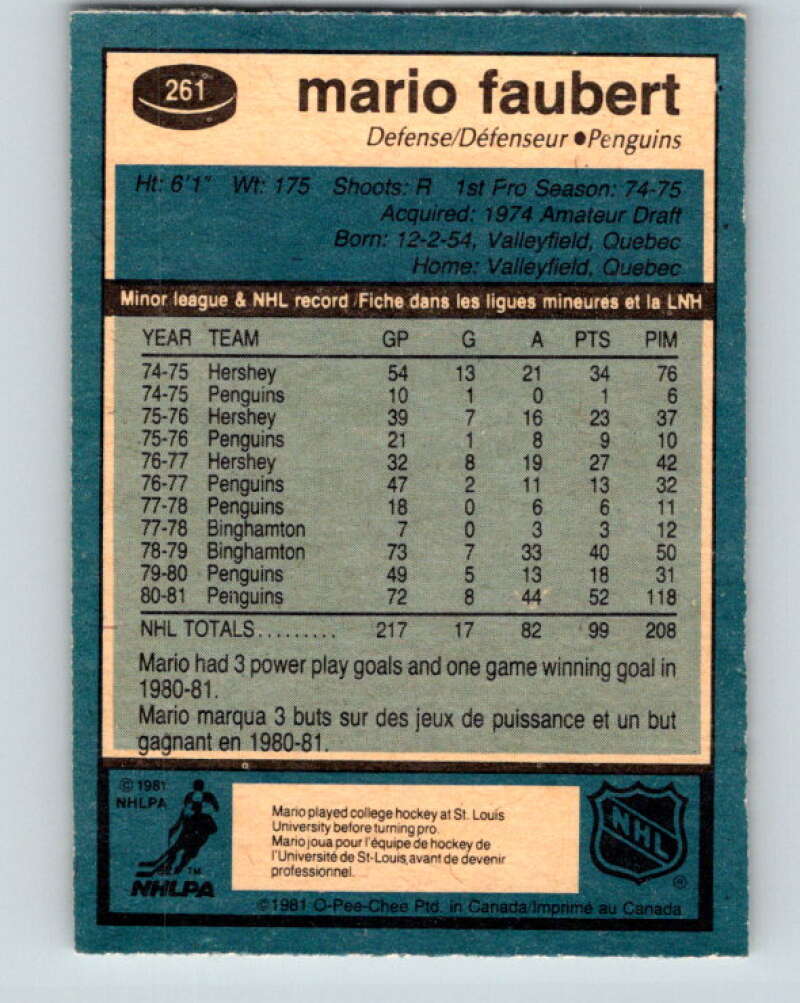 261
mario faubert
Defense/Défenseur ●Penguins
Ht: 6'1" Wt: 175 Shoots: R 1st Pro Season: 74-75
Acquired: 1974 Amateur Draft
Born: 12-2-54, Valleyfield, Quebec
Home: Valleyfield, Quebec
Minor league & NHL record/Fiche dans les ligues mineures et la LNH
YEAR TEAM GP G A PTS PIM
74-75 Hershey 54 13 21 34 76
74-75 Penguins 10 1 0 1 6
75-76 Hershey 39 7 16 23 37
75-76 Penguins 21 1 8 9 10
76-77 Hershey 32 8 19 27 42
76-77 Penguins 47 2 11 13 32
77-78 Penguins 18 0 6 6 11
77-78 Binghamton 7 0 3 3 12
78-79 Binghamton 73 7 33 40 50
79-80 Penguins 49 5 13 18 31
80-81 Penguins 72 8 44 52 118
NHL TOTALS......... 217 17 82 99 208
Mario had 3 power play goals and one game winning goal in
1980-81.
Mario marqua 3 buts sur des jeux de puissance et un but
gagnant en 1980-81.
© 1981
NHLPA
TM
NHLPA
Mario played college hockey at St. Louis
University before turning pro.
Mario joua pour l'équipe de hockey de
l'Université de St-Louis avant de devenir
professionnel.
NHL
®
©1981 O-Pee-Chee Ptd. in Canada/Imprimé au Canada